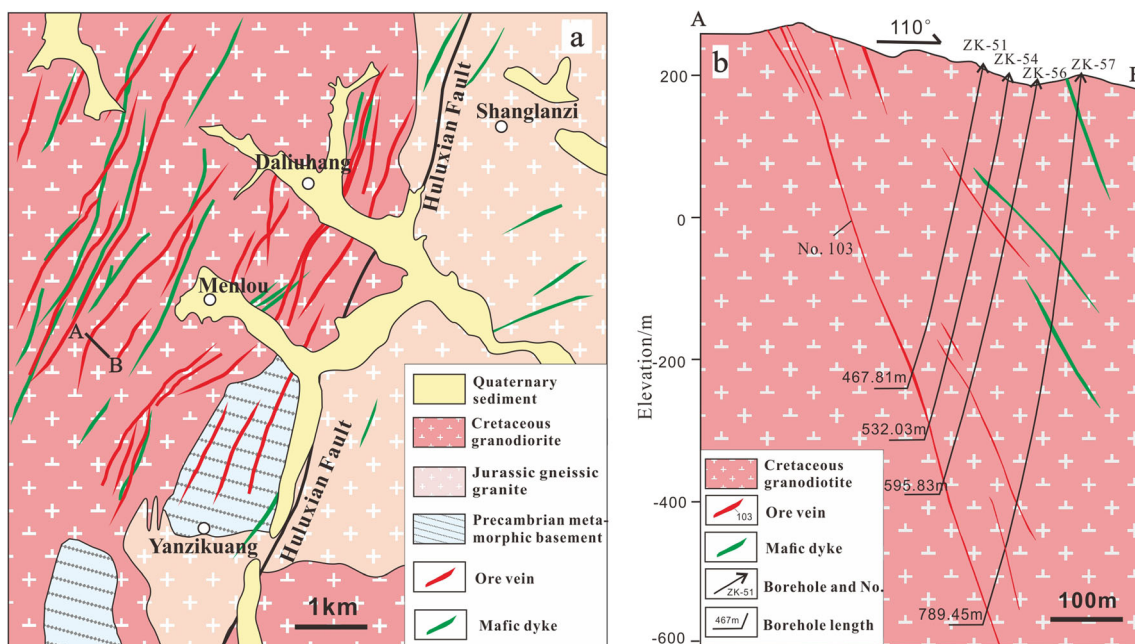 a
Shanglanzi
Daliuhang
Huluxian Fault
Menlou
A
B
Huluxian Fault
Yanzikuang
1km
Quaternary
sediment
Cretaceous
granodiorite
Jurassic gneissic
granite
Precambrian meta-
morphic basement
Ore vein
Mafic dyke
A
b
110°
ZK-51
ZK-54
ZK-56
ZK-57
200
0
-200
-400
-600
Elevation/m
No. 103
467.81m
532.03m
595.83m
789.45m
Cretaceous
granodiotite
103
Ore vein
Mafic dyke
ZK-51
Borehole and No.
467m
Borehole length
100m